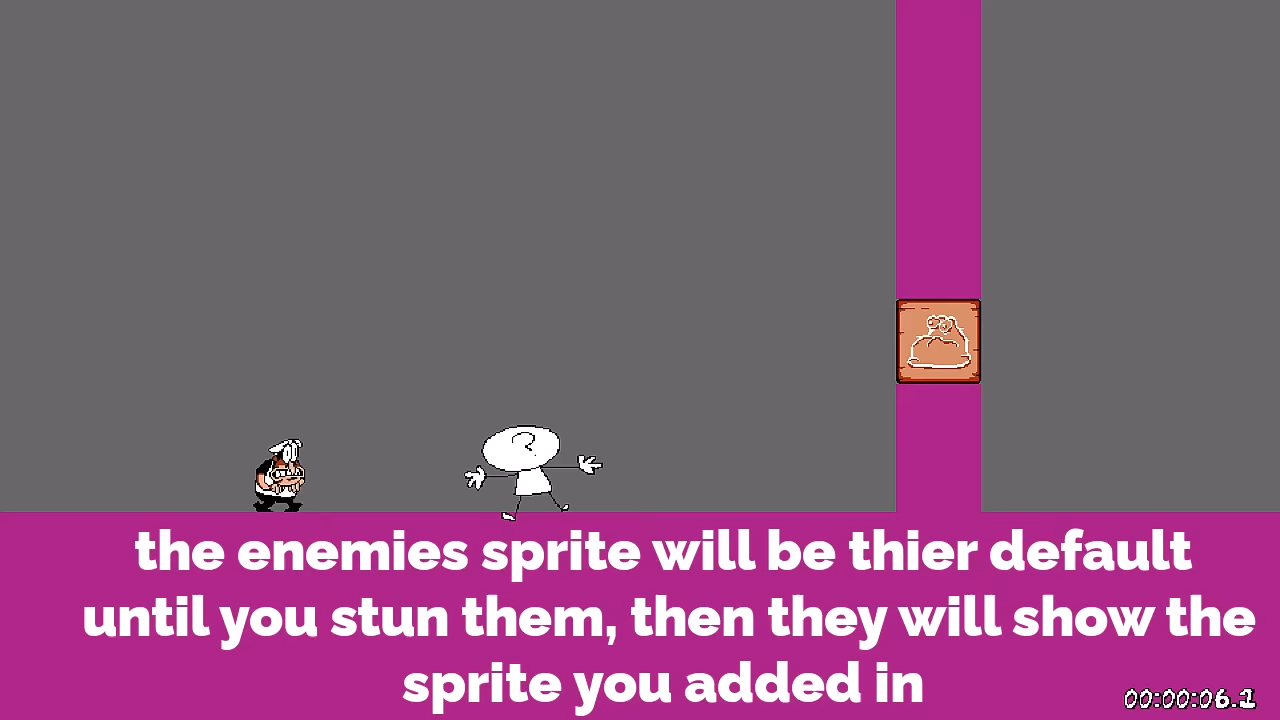 the enemies sprite will be thier default
until you stun them, then they will show the
sprite you added in
00:00:06.1